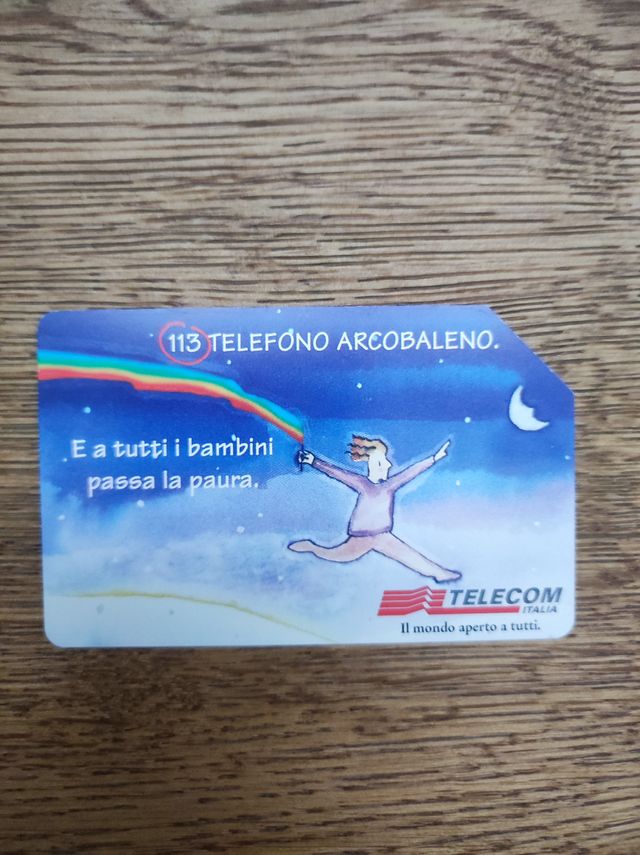 113 TELEFONO ARCOBALENO.
E a tutti i bambini
passa la paura.
TELECOM
ITALIA
Il mondo aperto a tutti.